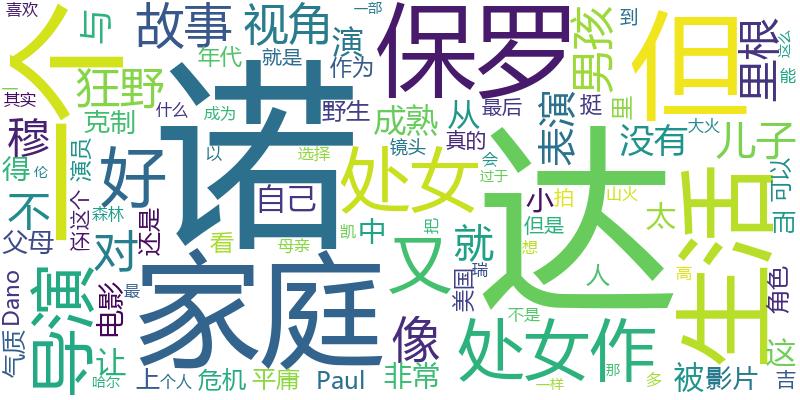 喜欢
一个
与
故事
视角
演
一部
保罗
男孩
到
但
里根
这么
能
狂野
年代
就是
作为
其实
什么
诺
野生
成熟
从
最后
挺
里
穆
克制
成为
真的
表演
没有
大火
儿子
得
伦
演员
好
以
选择
处女
镜头
会
过于
达
小
拍
山火
生活
可以
而
不
森林
还这个
还是
自己
父母
对
看
母亲
凯
中
又
把
就
但是
想
太
人
导演
家庭
Dano
气质
电影
最
像
美国
瑞
处女作
不是
高
角色
这
让
哈尔
上
个人
危机
平庸
Paul
非常
一样
那
多
被
影片
吉